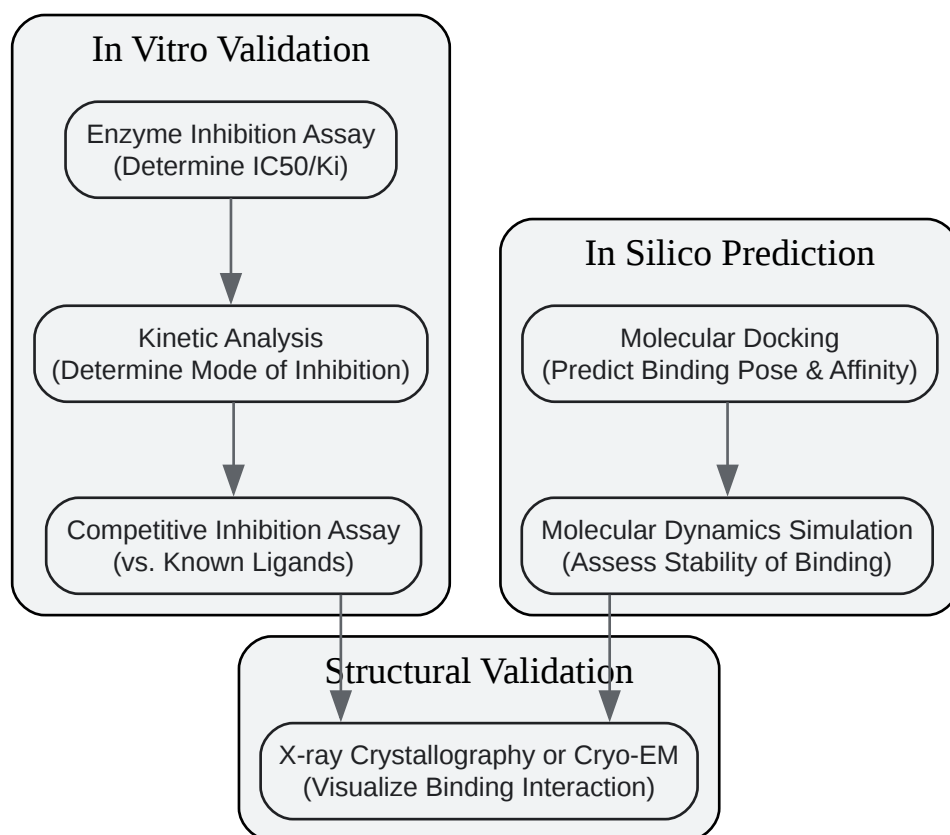 In Vitro Validation
Enzyme Inhibition Assay
(Determine IC50/Ki)
Kinetic Analysis
(Determine Mode of Inhibition)
Competitive Inhibition Assay
(vs. Known Ligands)
In Silico Prediction
Molecular Docking
(Predict Binding Pose & Affinity)
Molecular Dynamics Simulation
(Assess Stability of Binding)
Structural Validation
X-ray Crystallography or Cryo-EM
(Visualize Binding Interaction)